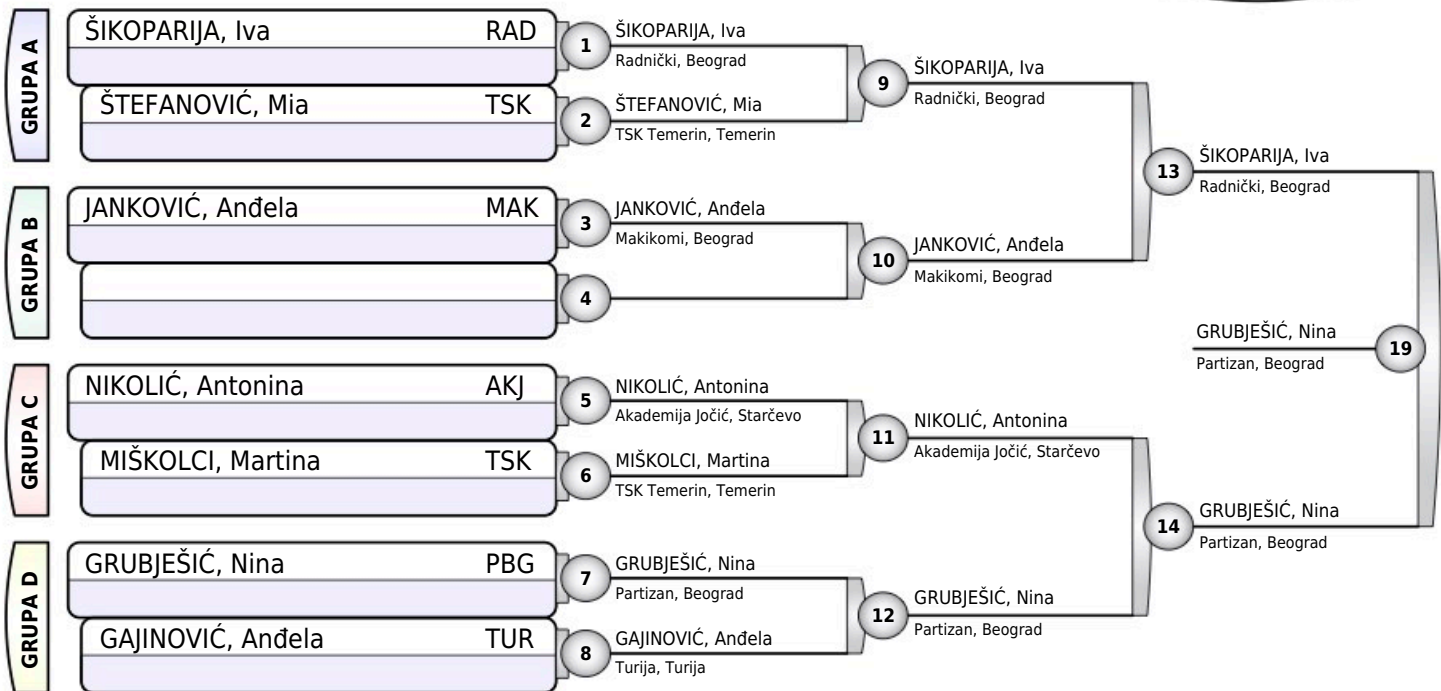 GRUPA A
ŠIKOPARIJA, Iva RAD
ŠTEFANOVIĆ, Mia TSK
GRUPA B
JANKOVIĆ, Anđela MAK
GRUPA C
NIKOLIĆ, Antonina AKJ
MIŠKOLCI, Martina TSK
GRUPA D
GRUBJEŠIĆ, Nina PBG
GAJINOVIĆ, Anđela TUR
1
ŠIKOPARIJA, Iva
Radnički, Beograd
2
ŠTEFANOVIĆ, Mia
TSK Temerin, Temerin
3
JANKOVIĆ, Anđela
Makikomi, Beograd
4
5
NIKOLIĆ, Antonina
Akademija Jočić, Starčevo
6
MIŠKOLCI, Martina
TSK Temerin, Temerin
7
GRUBJEŠIĆ, Nina
Partizan, Beograd
8
GAJINOVIĆ, Anđela
Turija, Turija
9
ŠIKOPARIJA, Iva
Radnički, Beograd
10
JANKOVIĆ, Anđela
Makikomi, Beograd
11
NIKOLIĆ, Antonina
Akademija Jočić, Starčevo
12
GRUBJEŠIĆ, Nina
Partizan, Beograd
13
ŠIKOPARIJA, Iva
Radnički, Beograd
14
GRUBJEŠIĆ, Nina
Partizan, Beograd
GRUBJEŠIĆ, Nina
Partizan, Beograd
19